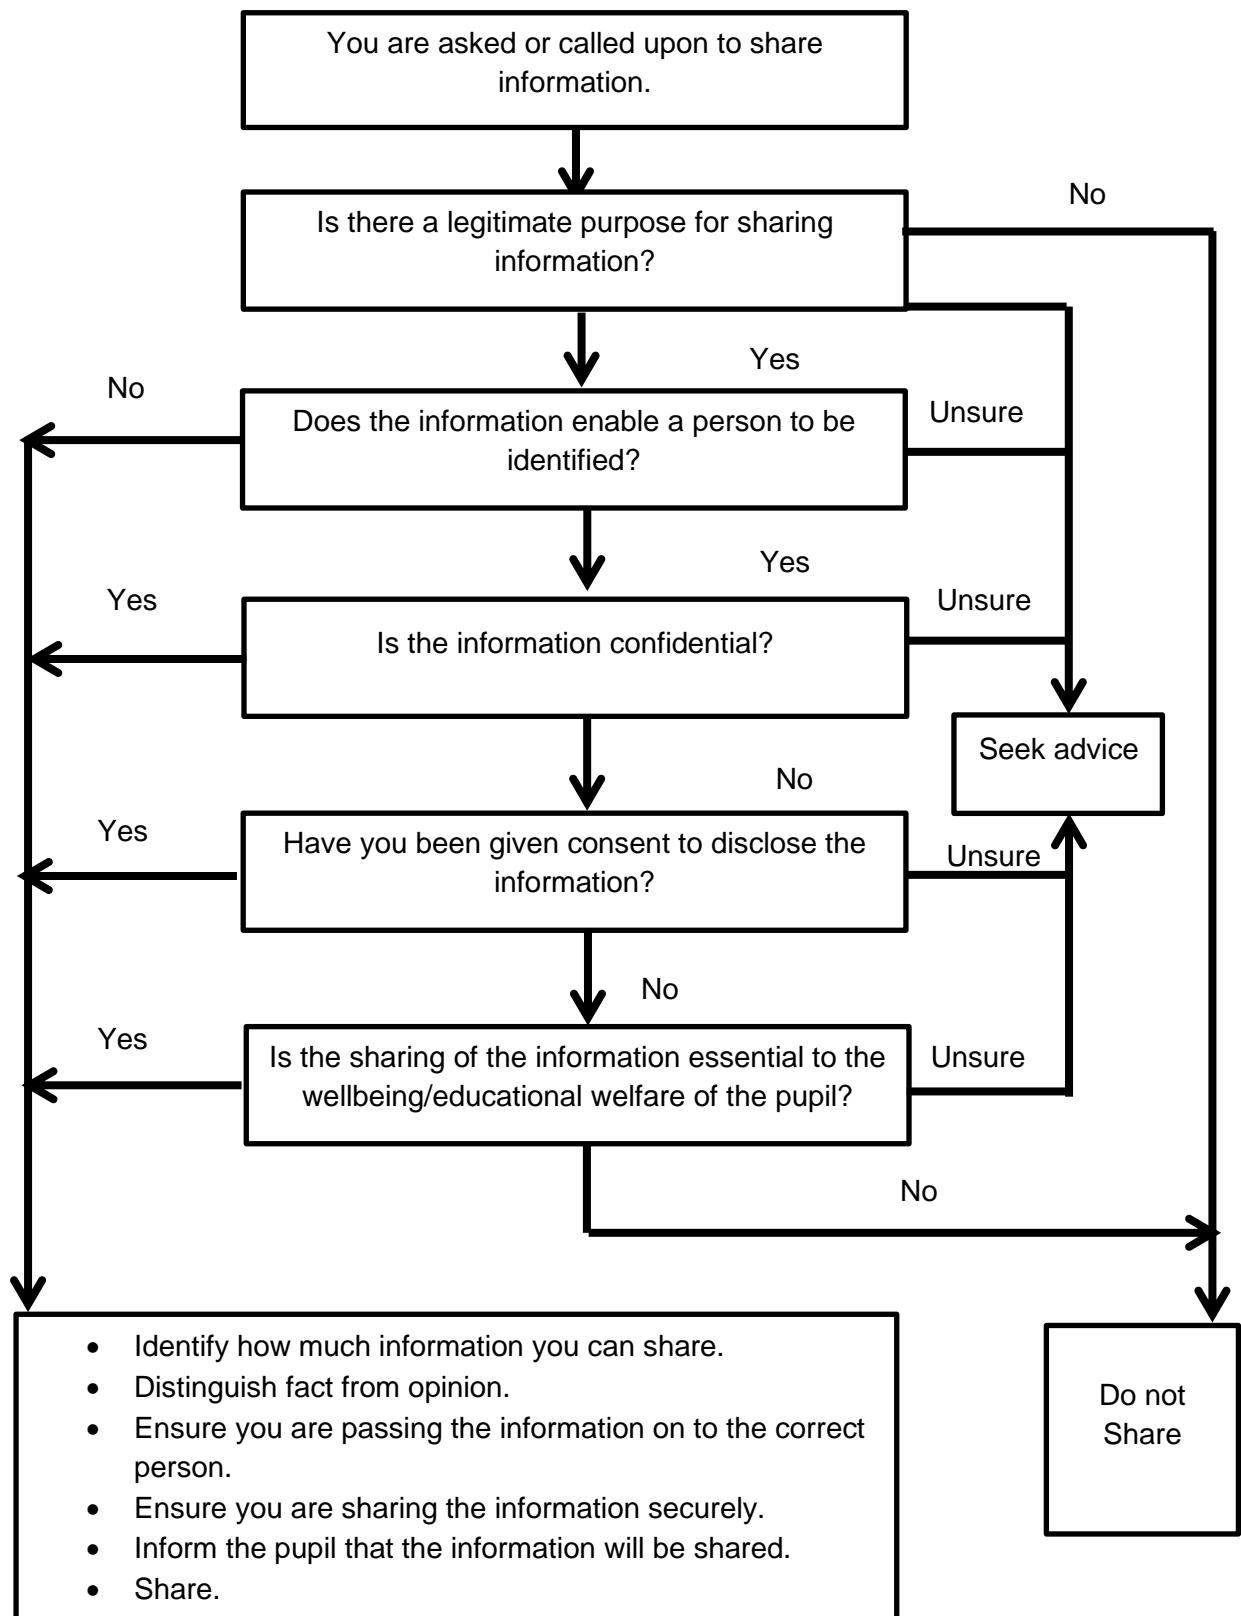 You are asked or called upon to share
information.
No
Is there a legitimate purpose for sharing
information?
Yes
No
Does the information enable a person to be
identified?
Unsure
Yes
Yes
Is the information confidential?
Unsure
Seek advice
No
Yes
Have you been given consent to disclose the
information?
Unsure
No
Yes
Is the sharing of the information essential to the
wellbeing/educational welfare of the pupil?
Unsure
No
• Identify how much information you can share.
• Distinguish fact from opinion.
• Ensure you are passing the information on to the correct
person.
• Ensure you are sharing the information securely.
• Inform the pupil that the information will be shared.
• Share.
Do not
Share